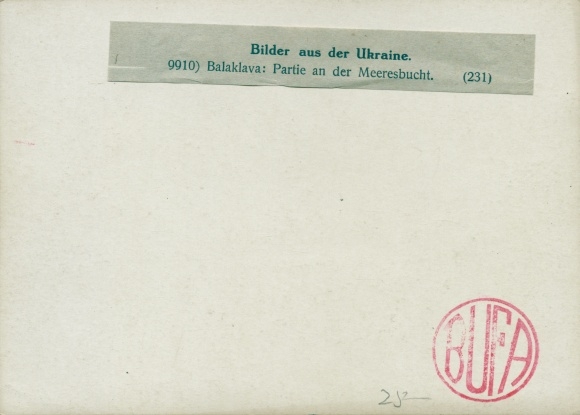 Bilder aus der Ukraine.
9910) Balaklava: Partie an der Meeresbucht. (231)
BUFA